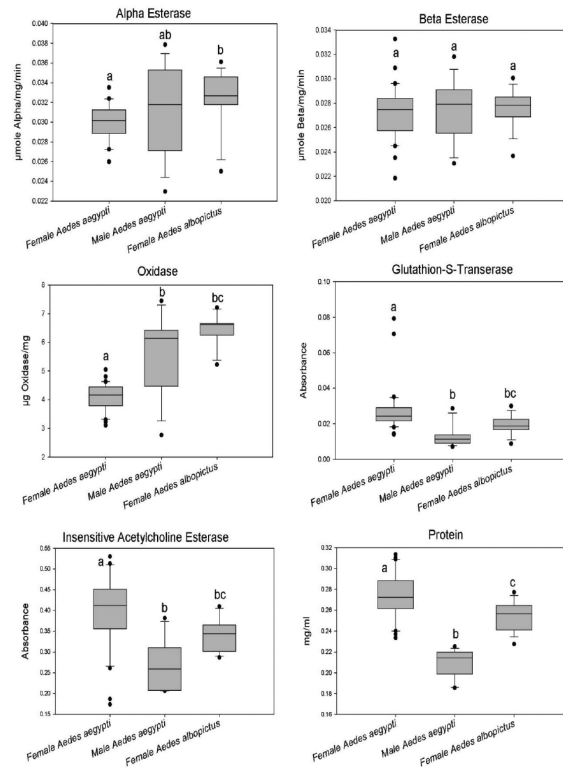 Alpha Esterase
µmole Alpha/mg/min
0.040
0.038
0.036
0.034
0.032
0.030
0.028
0.026
0.024
0.022
a
ab
b
Female Aedes aegypti
Male Aedes aegypti
Female Aedes albopictus
Beta Esterase
µmole Beta/mg/min
0.034
0.032
0.030
0.028
0.026
0.024
0.022
0.020
a
a
a
Female Aedes aegypti
Male Aedes aegypti
Female Aedes albopictus
Oxidase
µg Oxidase/mg
8
7
6
5
4
3
2
a
b
bc
Female Aedes aegypti
Male Aedes aegypti
Female Aedes albopictus
Glutathion-S-Transerase
Absorbance
0.10
0.08
0.06
0.04
0.02
0.00
a
b
bc
Female Aedes aegypti
Male Aedes aegypti
Female Aedes albopictus
Insensitive Acetylcholine Esterase
Absorbance
0.55
0.50
0.45
0.40
0.35
0.30
0.25
0.20
0.15
a
b
bc
Female Aedes aegypti
Male Aedes aegypti
Female Aedes albopictus
Protein
mg/ml
0.32
0.30
0.28
0.26
0.24
0.22
0.20
0.18
0.16
a
b
c
Female Aedes aegypti
Male Aedes aegypti
Female Aedes albopictus